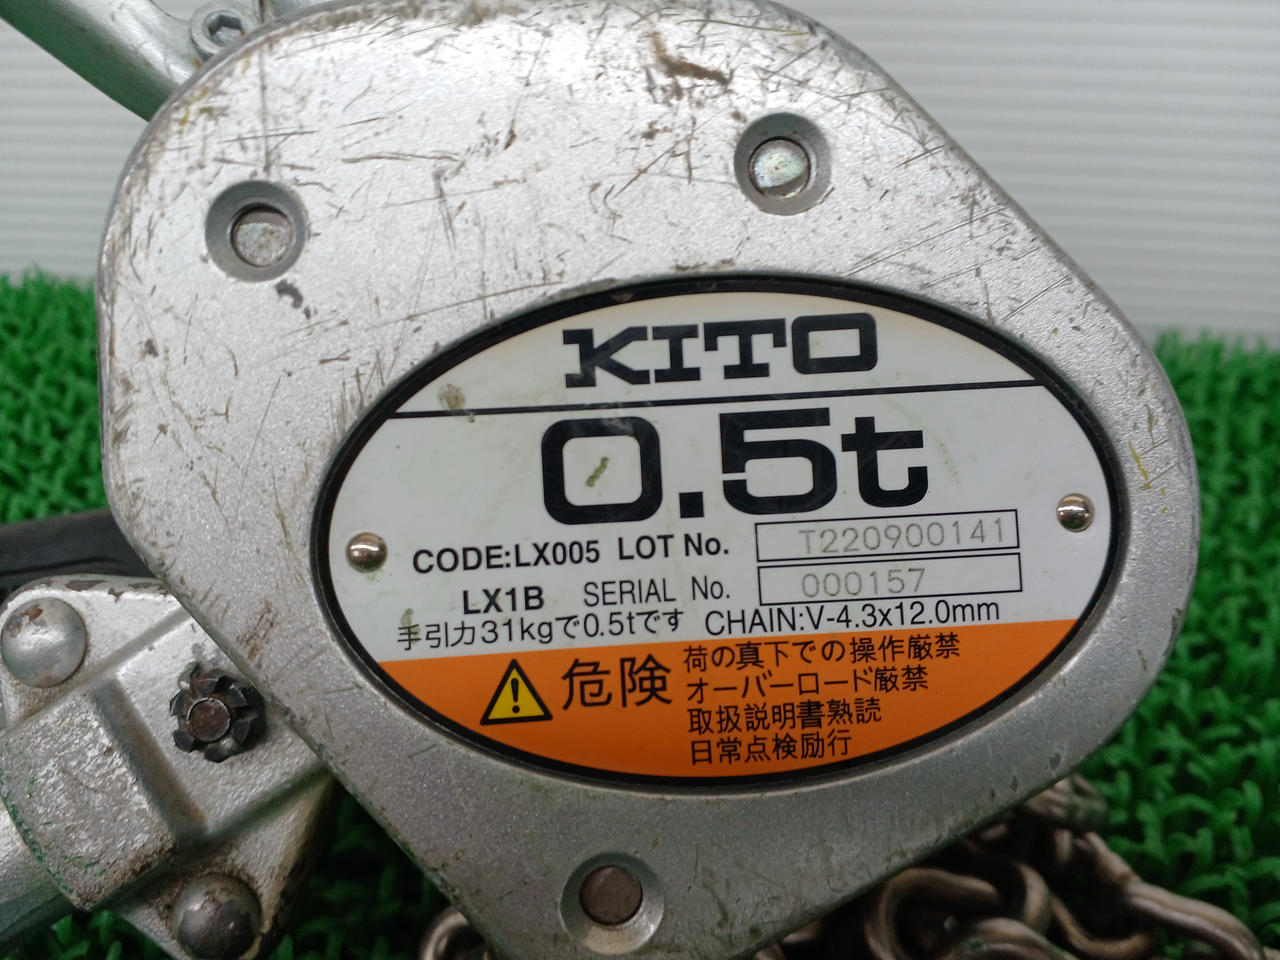 KITO
0.5t
CODE:LX005 LOT No. T220900141
LX1B SERIAL No. 000157
手引力31kgで0.5tです CHAIN:V-4.3x12.0mm
危険
荷の真下での操作厳禁
オーバーロード厳禁
取扱説明書熟読
日常点検励行